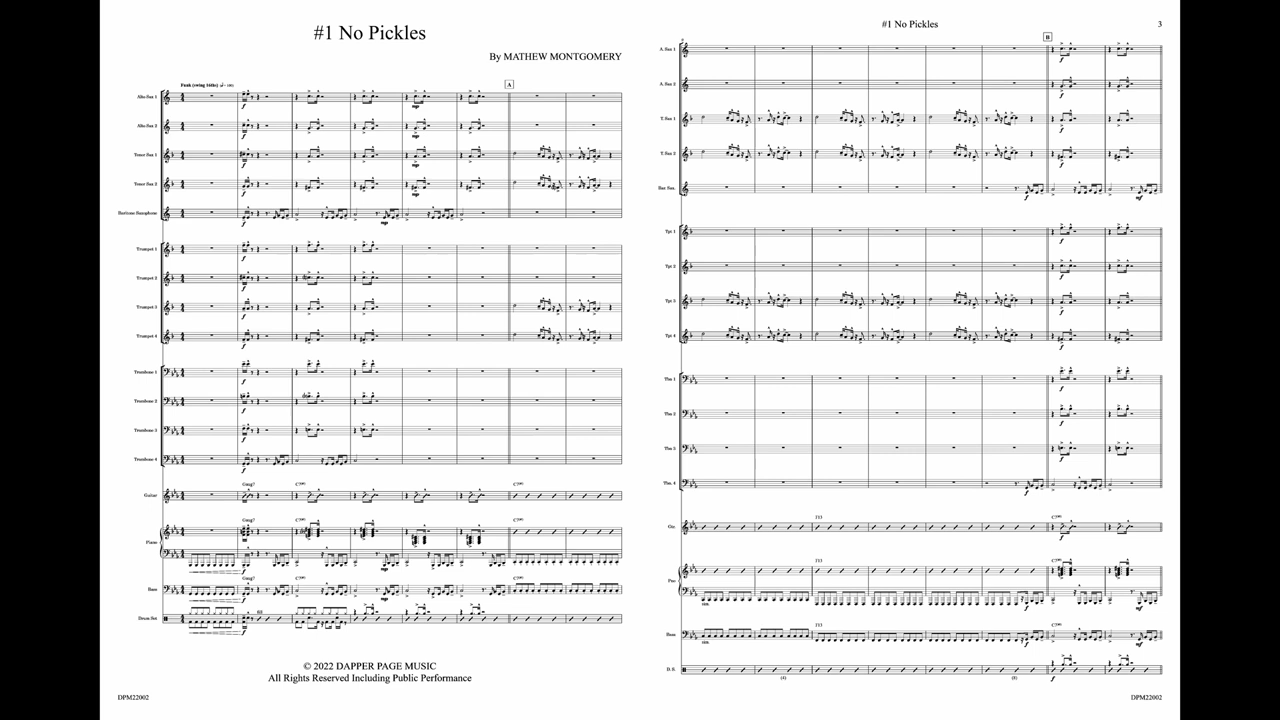 #1 No Pickles
By MATHEW MONTGOMERY
A
Funk (swing 16ths)
Alto Sax 1
Alto Sax 2
Tenor Sax 1
Tenor Sax 2
Baritone Saxophone
Trumpet 1
Trumpet 2
Trumpet 3
Trumpet 4
Trombone 1
Trombone 2
Trombone 3
Trombone 4
Guitar
Piano
Bass
Drum Set
© 2022 DAPPER PAGE MUSIC
All Rights Reserved Including Public Performance
DPM22002
#1 No Pickles
3
B
A. Sax 1
A. Sax 2
T. Sax 1
T. Sax 2
Bari Sax.
Tpt 1
Tpt 2
Tpt 3
Tpt 4
Tbn 1
Tbn 2
Tbn 3
Tbn. 4
Gtr.
Pno
Bass
D. S.
DPM22002